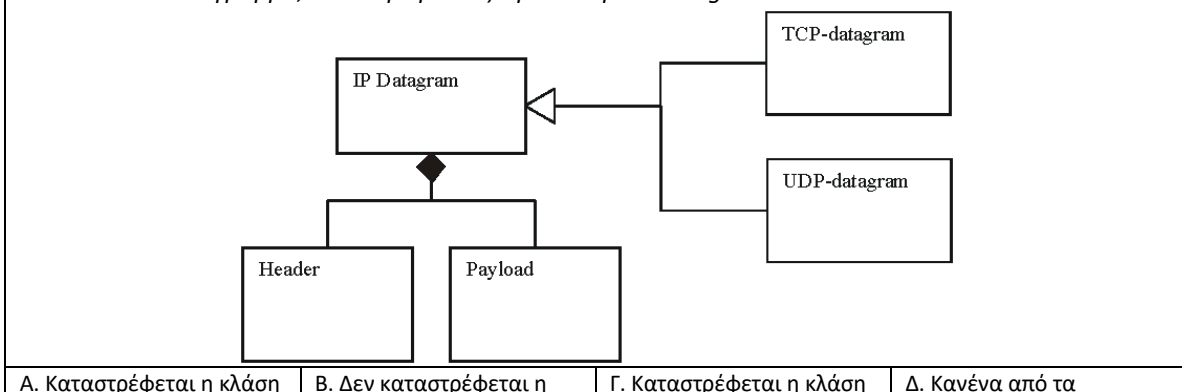 TCP-datagram
IP Datagram
UDP-datagram
Header
Payload
Α. Καταστρέφεται η κλάση
Β. Δεν καταστρέφεται η
Γ. Καταστρέφεται κλάση
Δ. Κανένα από τα